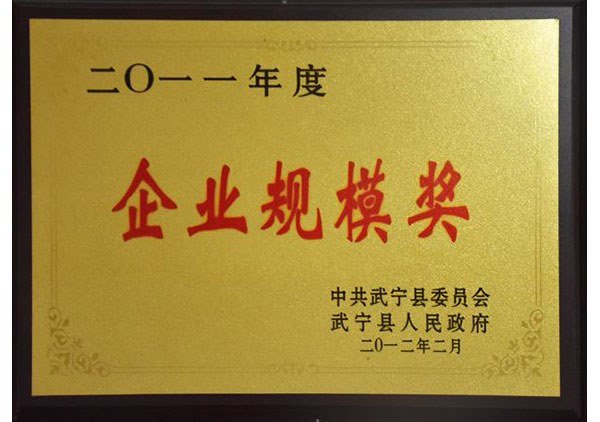 二〇一一年度
企业规模奖
中共武宁县委员会
武宁县人民政府
二〇一二年二月